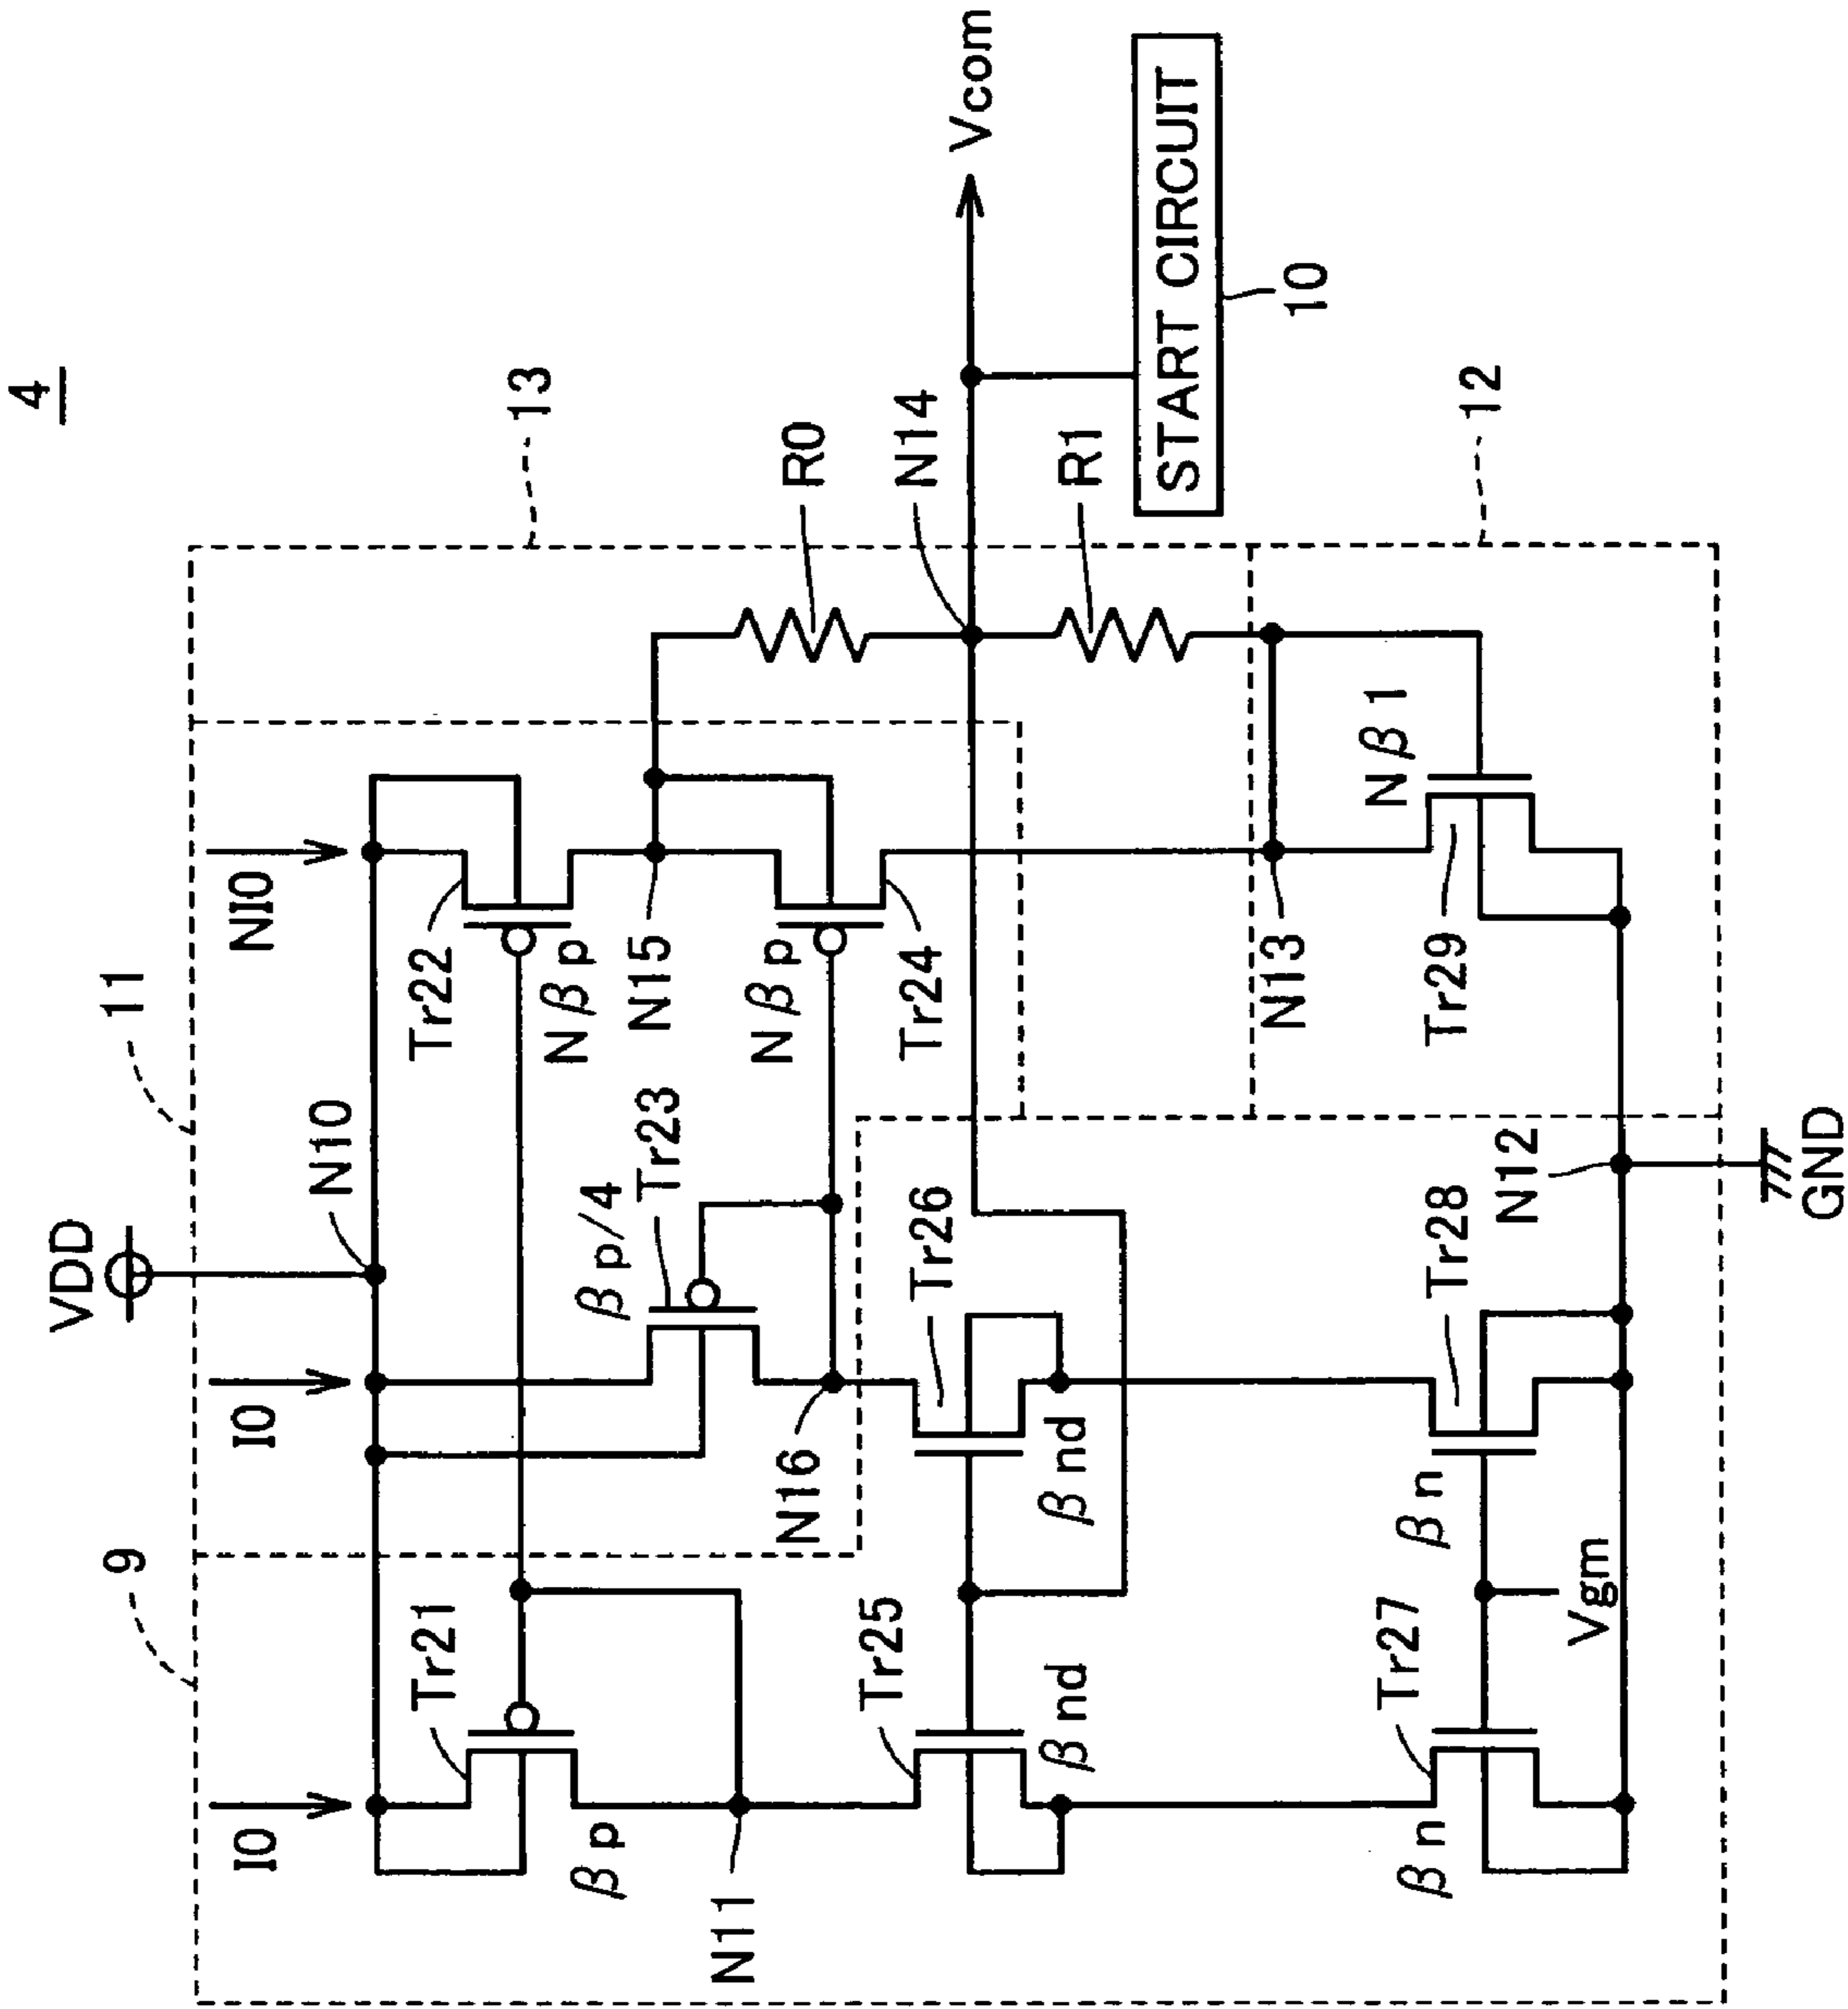 4
VDD
9
11
13
I0
I0
N10
NI0
Tr21
βp
N11
βp/4
Tr23
Tr22
Nβp
N15
Nβp
Tr24
N16
R0
N14
Vcom
R1
START CIRCUIT
10
Tr25
βnd
Tr26
βnd
N13
Nβ1
Tr29
12
Tr27
βn
Vgm
βn
Tr28
N12
GND